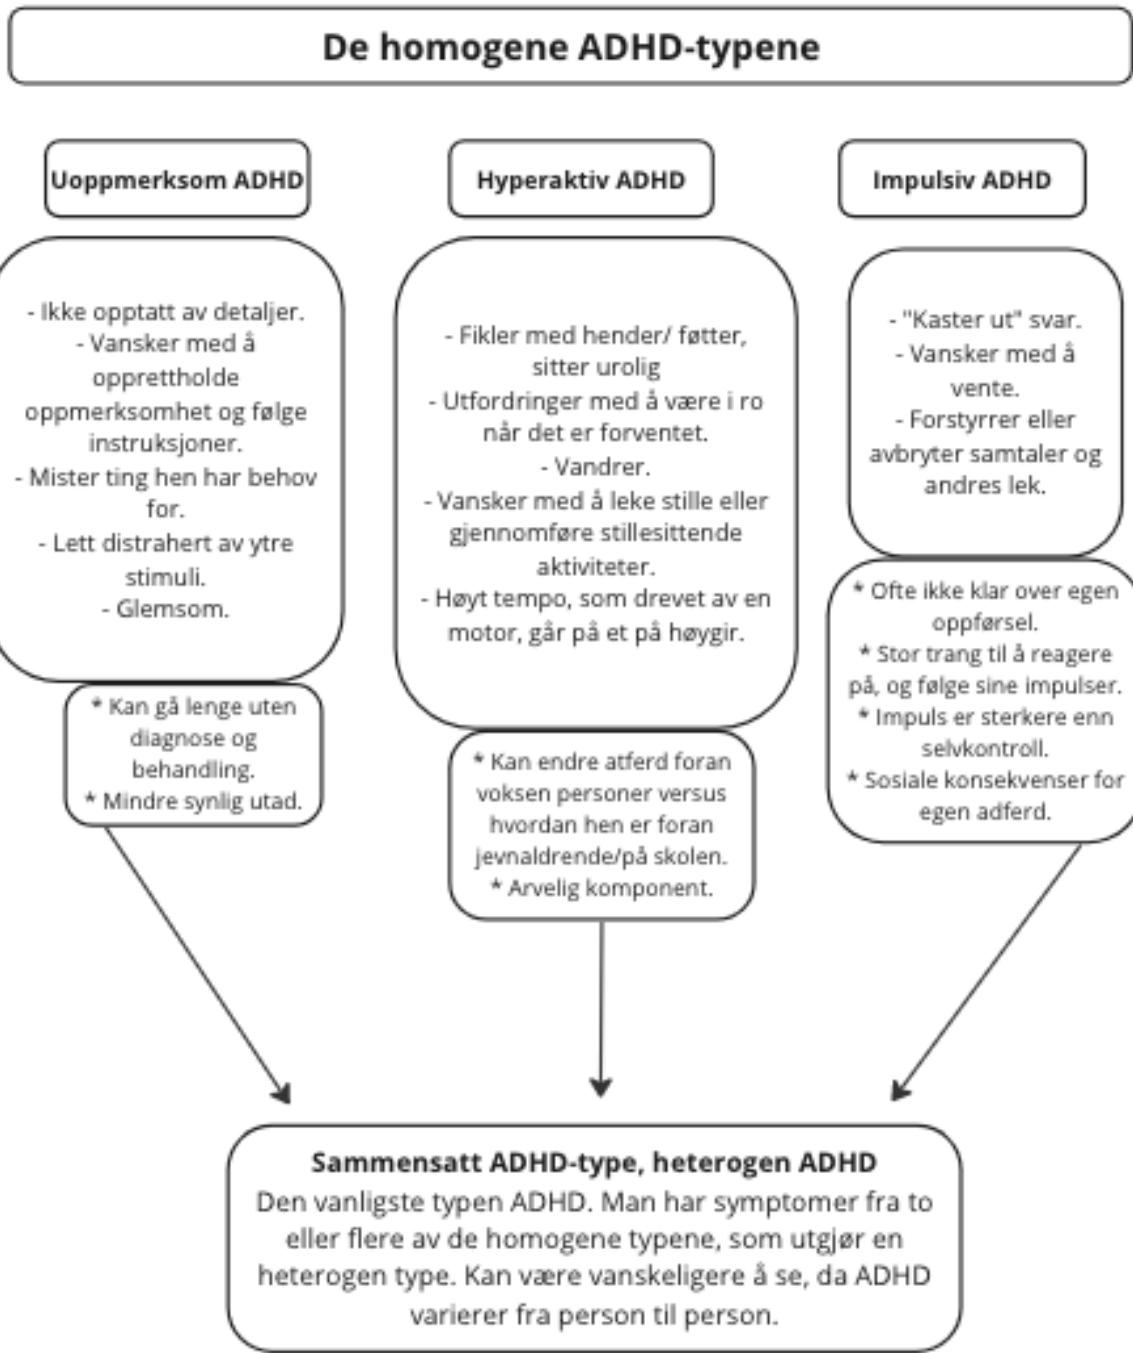 De homogene ADHD-typene
Uoppmerksom ADHD
- Ikke opptatt av detaljer.
- Vansker med å
opprettholde
oppmerksomhet og følge
instruksjoner.
- Mister ting hen har behov
for.
- Lett distrahert av ytre
stimuli.
- Glemsom.
* Kan gå lenge uten
diagnose og
behandling.
* Mindre synlig utad.
Hyperaktiv ADHD
- Fikler med hender/ føtter,
sitter urolig
- Utfordringer med å være i ro
når det er forventet.
- Vandrer.
- Vansker med å leke stille eller
gjennomføre stillesittende
aktiviteter.
- Høyt tempo, som drevet av en
motor, går på et på høygir.
* Kan endre atferd foran
voksen personer versus
hvordan hen er foran
jevnaldrende/på skolen.
* Arvelig komponent.
Impulsiv ADHD
- "Kaster ut" svar.
- Vansker med å
vente.
- Forstyrrer eller
avbryter samtaler og
andres lek.
* Ofte ikke klar over egen
oppførsel.
* Stor trang til å reagere
på, og følge sine impulser.
* Impuls er sterkere enn
selvkontroll.
* Sosiale konsekvenser for
egen adferd.
Sammensatt ADHD-type, heterogen ADHD
Den vanligste typen ADHD. Man har symptomer fra to
eller flere av de homogene typene, som utgjør en
heterogen type. Kan være vanskeligere å se, da ADHD
varierer fra person til person.